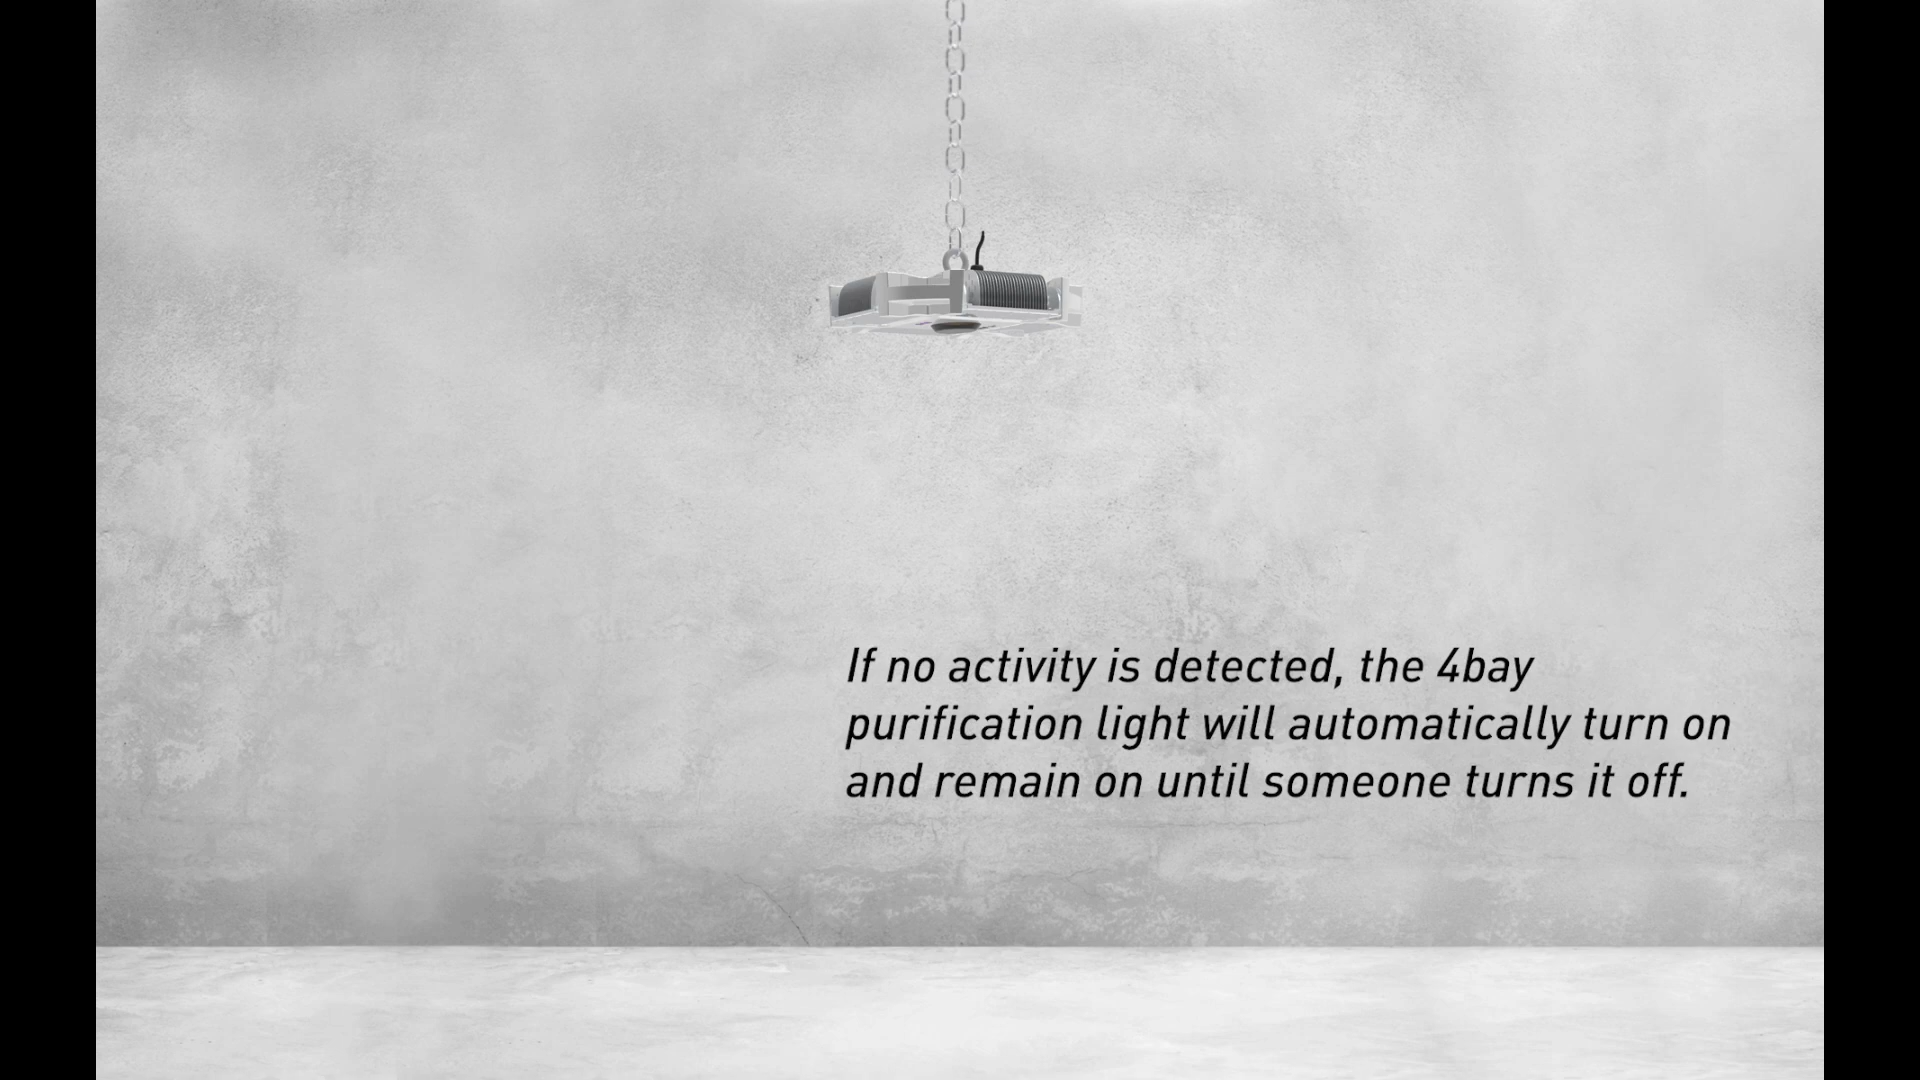 If no activity is detected, the 4bay
purification light will automatically turn on
and remain on until someone turns it off.